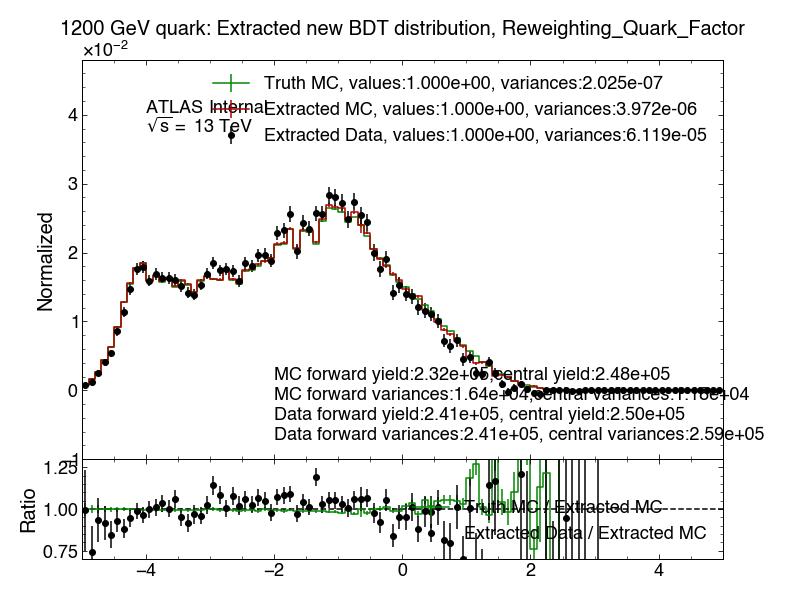 1200 GeV quark: Extracted new BDT distribution, Reweighting_Quark_Factor
×10⁻²
Truth MC, values:1.000e+00, variances:2.025e-07
ATLAS Internal
Extracted MC, values:1.000e+00, variances:3.972e-06
√s = 13 TeV
Extracted Data, values:1.000e+00, variances:6.119e-05
4
3
2
1
0
Normalized
MC forward yield:2.32e+05, central yield:2.48e+05
MC forward variances:1.64e+04, central variances:1.18e+04
Data forward yield:2.41e+05, central yield:2.50e+05
Data forward variances:2.41e+05, central variances:2.59e+05
1.25
1.00
0.75
Ratio
Truth MC / Extracted MC
Extracted Data / Extracted MC
−4
−2
0
2
4